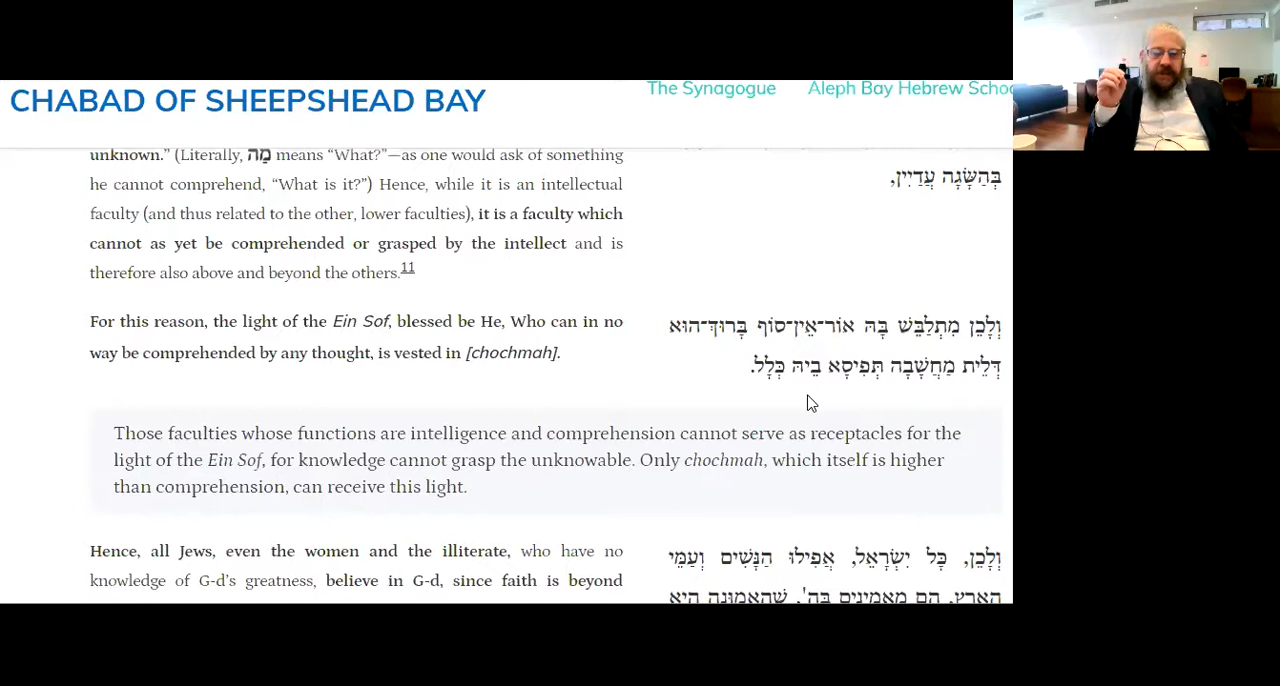 CHABAD OF SHEEPSHEAD BAY
The Synagogue
Aleph Bay Hebrew Schoo
unknown.” (Literally, מַה means “What?”—as one would ask of something
he cannot comprehend, “What is it?”) Hence, while it is an intellectual
faculty (and thus related to the other, lower faculties), it is a faculty which
cannot as yet be comprehended or grasped by the intellect and is
therefore also above and beyond the others.11
בְּהַשָּׂגָה עֲדַיִין,
For this reason, the light of the Ein Sof, blessed be He, Who can in no
way be comprehended by any thought, is vested in [chochmah].
וְלָכֵן מִתְלַבֵּשׁ בָּהּ אוֹר־אֵין־סוֹף בָּרוּךְ־הוּא
דְּלֵית מַחֲשָׁבָה תְּפִיסָא בֵיהּ כְּלָל.
Those faculties whose functions are intelligence and comprehension cannot serve as receptacles for the
light of the Ein Sof, for knowledge cannot grasp the unknowable. Only chochmah, which itself is higher
than comprehension, can receive this light.
Hence, all Jews, even the women and the illiterate, who have no
knowledge of G-d’s greatness, believe in G-d, since faith is beyond
וְלָכֵן, כָּל יִשְׂרָאֵל, אֲפִילוּ הַנָּשִׁים וְעַמֵּי
הָאָרֶץ, הֵם מַאֲמִינִים בַּה', שֶׁהָאֱמוּנָה הִיא